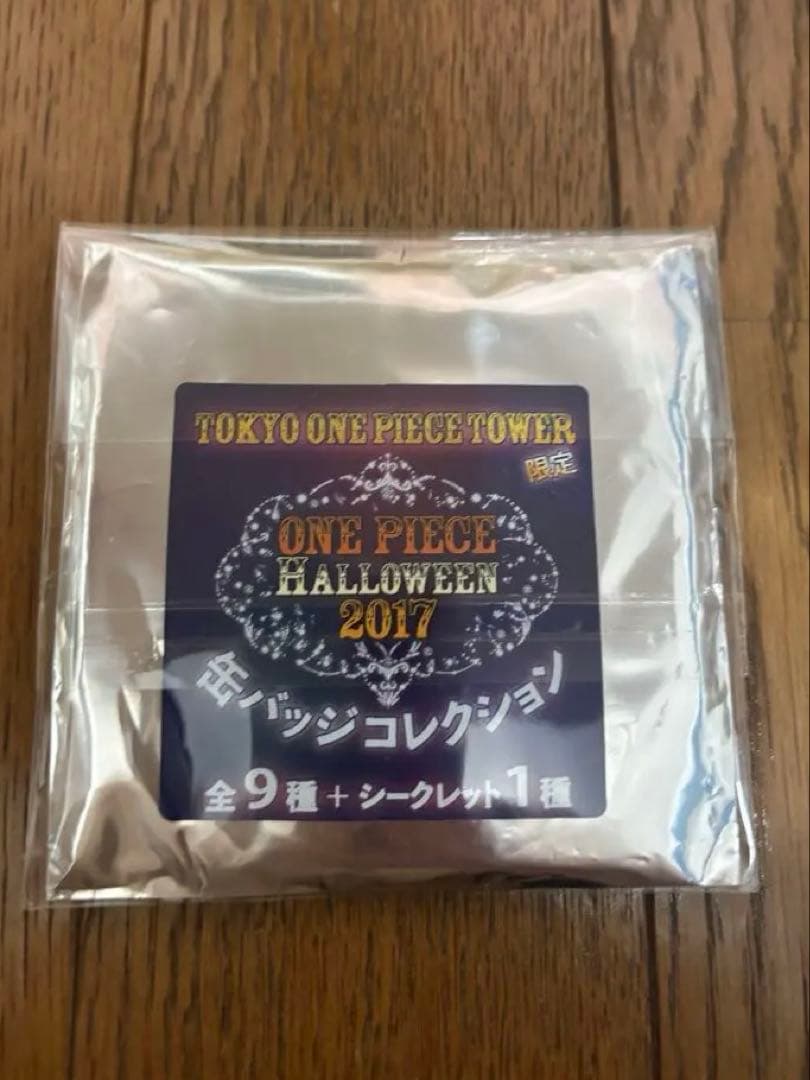 TOKYO ONE PIECE TOWER
限定
ONE PIECE
HALLOWEEN
2017
缶バッジコレクション
全9種+シークレット1種